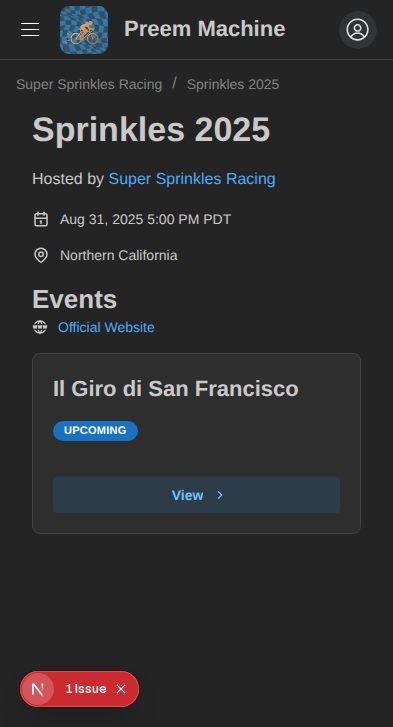 Preem Machine
Super Sprinkles Racing / Sprinkles 2025
Sprinkles 2025
Hosted by Super Sprinkles Racing
Aug 31, 2025 5:00 PM PDT
Northern California
Events
Official Website
Il Giro di San Francisco
UPCOMING
View
N 1 Issue